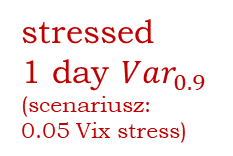 stressed
1 day Var₀.₉
(scenariusz:
0.05 Vix stress)